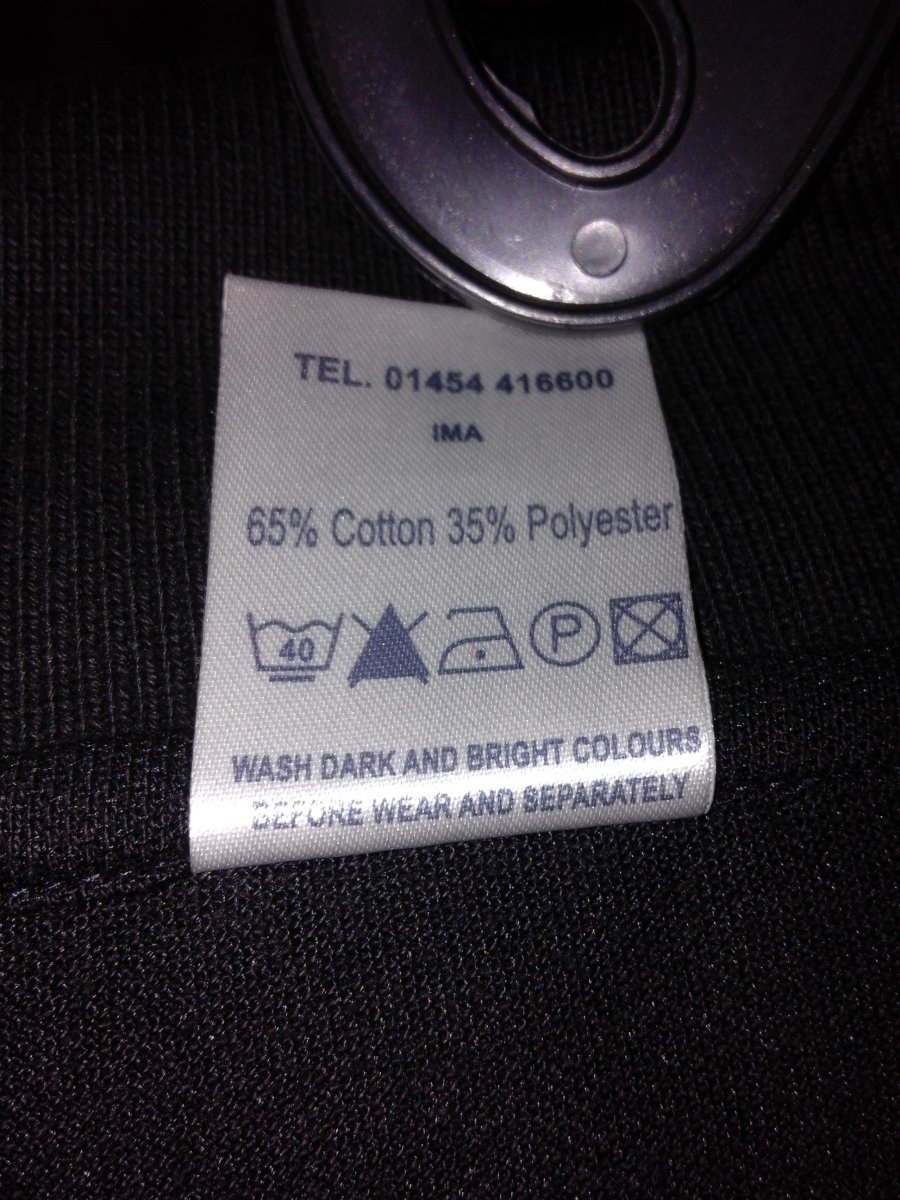 TEL. 01454 416600
IMA
65% Cotton 35% Polyester
40 P
WASH DARK AND BRIGHT COLOURS
BEFORE WEAR AND SEPARATELY